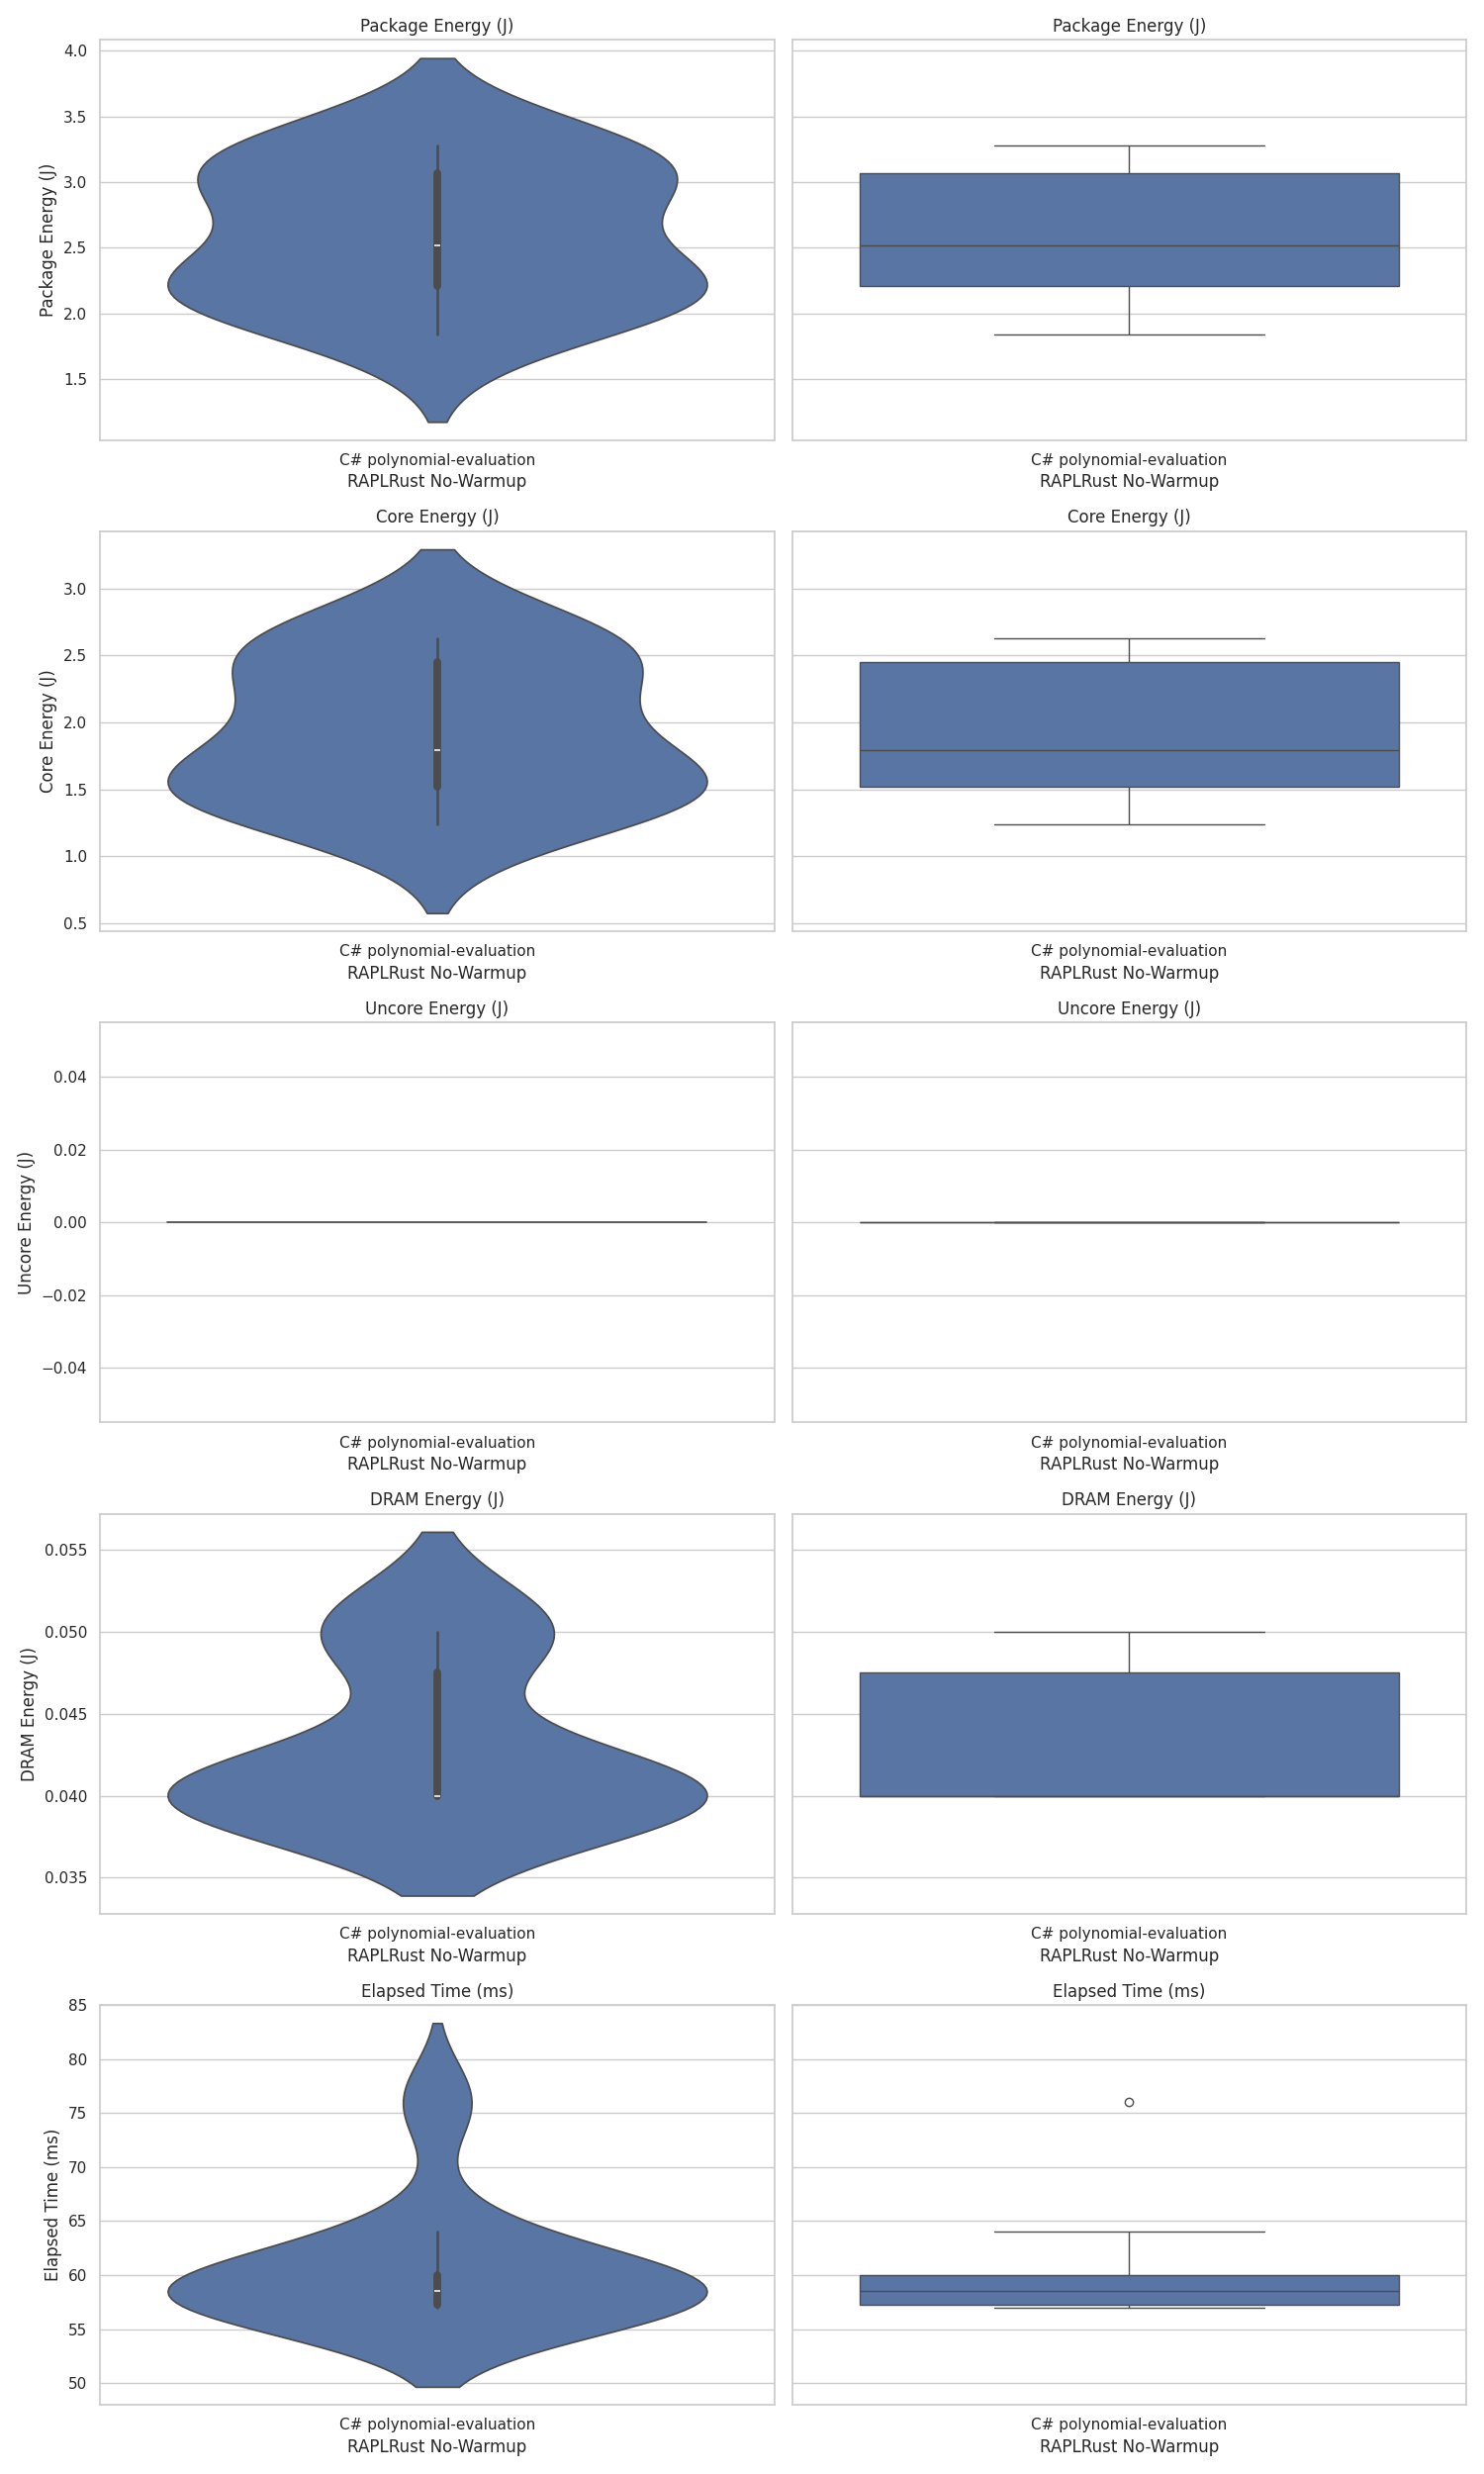 Package Energy (J)
Package Energy (J)
4.0
3.5
3.0
2.5
2.0
1.5
Package Energy (J)
C# polynomial-evaluation
RAPLRust No-Warmup
C# polynomial-evaluation
RAPLRust No-Warmup
Core Energy (J)
Core Energy (J)
3.0
2.5
2.0
1.5
1.0
0.5
Core Energy (J)
C# polynomial-evaluation
RAPLRust No-Warmup
C# polynomial-evaluation
RAPLRust No-Warmup
Uncore Energy (J)
Uncore Energy (J)
0.04
0.02
0.00
−0.02
−0.04
Uncore Energy (J)
C# polynomial-evaluation
RAPLRust No-Warmup
C# polynomial-evaluation
RAPLRust No-Warmup
DRAM Energy (J)
DRAM Energy (J)
0.055
0.050
0.045
0.040
0.035
DRAM Energy (J)
C# polynomial-evaluation
RAPLRust No-Warmup
C# polynomial-evaluation
RAPLRust No-Warmup
Elapsed Time (ms)
Elapsed Time (ms)
85
80
75
70
65
60
55
50
Elapsed Time (ms)
C# polynomial-evaluation
RAPLRust No-Warmup
C# polynomial-evaluation
RAPLRust No-Warmup